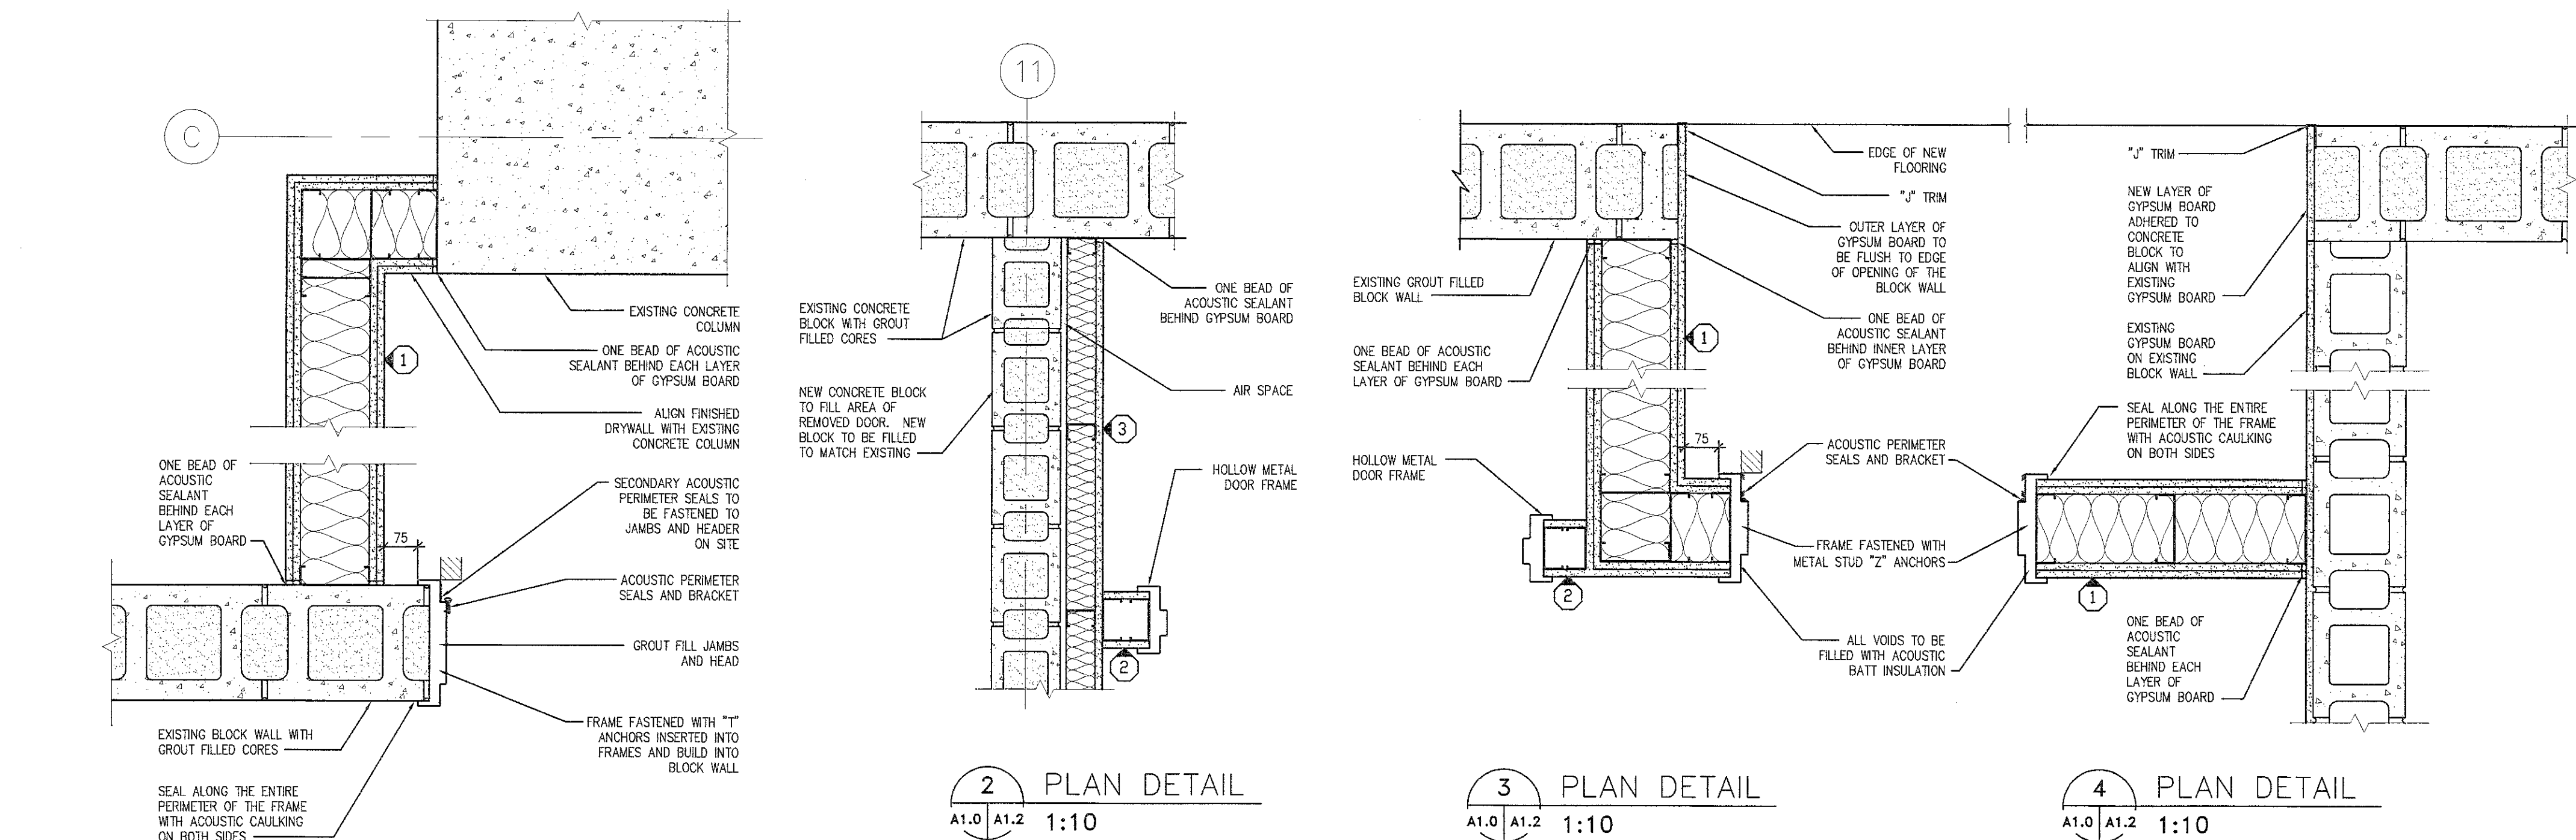 C
EXISTING CONCRETE
COLUMN
1
ONE BEAD OF ACOUSTIC
SEALANT BEHIND EACH LAYER
OF GYPSUM BOARD
ALIGN FINISHED
DRYWALL WITH EXISTING
CONCRETE COLUMN
ONE BEAD OF
ACOUSTIC
SEALANT
BEHIND EACH
LAYER OF
GYPSUM BOARD
75
SECONDARY ACOUSTIC
PERIMETER SEALS TO
BE FASTENED TO
JAMBS AND HEADER
ON SITE
ACOUSTIC PERIMETER
SEALS AND BRACKET
GROUT FILL JAMBS
AND HEAD
FRAME FASTENED WITH "T"
ANCHORS INSERTED INTO
FRAMES AND BUILD INTO
BLOCK WALL
EXISTING BLOCK WALL WITH
GROUT FILLED CORES
SEAL ALONG THE ENTIRE
PERIMETER OF THE FRAME
WITH ACOUSTIC CAULKING
ON BOTH SIDES
11
EXISTING CONCRETE
BLOCK WITH GROUT
FILLED CORES
NEW CONCRETE BLOCK
TO FILL AREA OF
REMOVED DOOR. NEW
BLOCK TO BE FILLED
TO MATCH EXISTING
ONE BEAD OF
ACOUSTIC SEALANT
BEHIND GYPSUM BOARD
AIR SPACE
3
HOLLOW METAL
DOOR FRAME
2
2
PLAN DETAIL
A1.0 A1.2
1:10
EXISTING GROUT FILLED
BLOCK WALL
ONE BEAD OF ACOUSTIC
SEALANT BEHIND EACH
LAYER OF GYPSUM BOARD
HOLLOW METAL
DOOR FRAME
2
EDGE OF NEW
FLOORING
"J" TRIM
OUTER LAYER OF
GYPSUM BOARD TO
BE FLUSH TO EDGE
OF OPENING OF THE
BLOCK WALL
1
ONE BEAD OF
ACOUSTIC SEALANT
BEHIND INNER LAYER
OF GYPSUM BOARD
75
ACOUSTIC PERIMETER
SEALS AND BRACKET
FRAME FASTENED WITH
METAL STUD "Z" ANCHORS
ALL VOIDS TO BE
FILLED WITH ACOUSTIC
BATT INSULATION
3
PLAN DETAIL
A1.0 A1.2
1:10
"J" TRIM
NEW LAYER OF
GYPSUM BOARD
ADHERED TO
CONCRETE
BLOCK TO
ALIGN WITH
EXISTING
GYPSUM BOARD
EXISTING
GYPSUM BOARD
ON EXISTING
BLOCK WALL
SEAL ALONG THE ENTIRE
PERIMETER OF THE FRAME
WITH ACOUSTIC CAULKING
ON BOTH SIDES
1
ONE BEAD OF
ACOUSTIC
SEALANT
BEHIND EACH
LAYER OF
GYPSUM BOARD
4
PLAN DETAIL
A1.0 A1.2
1:10